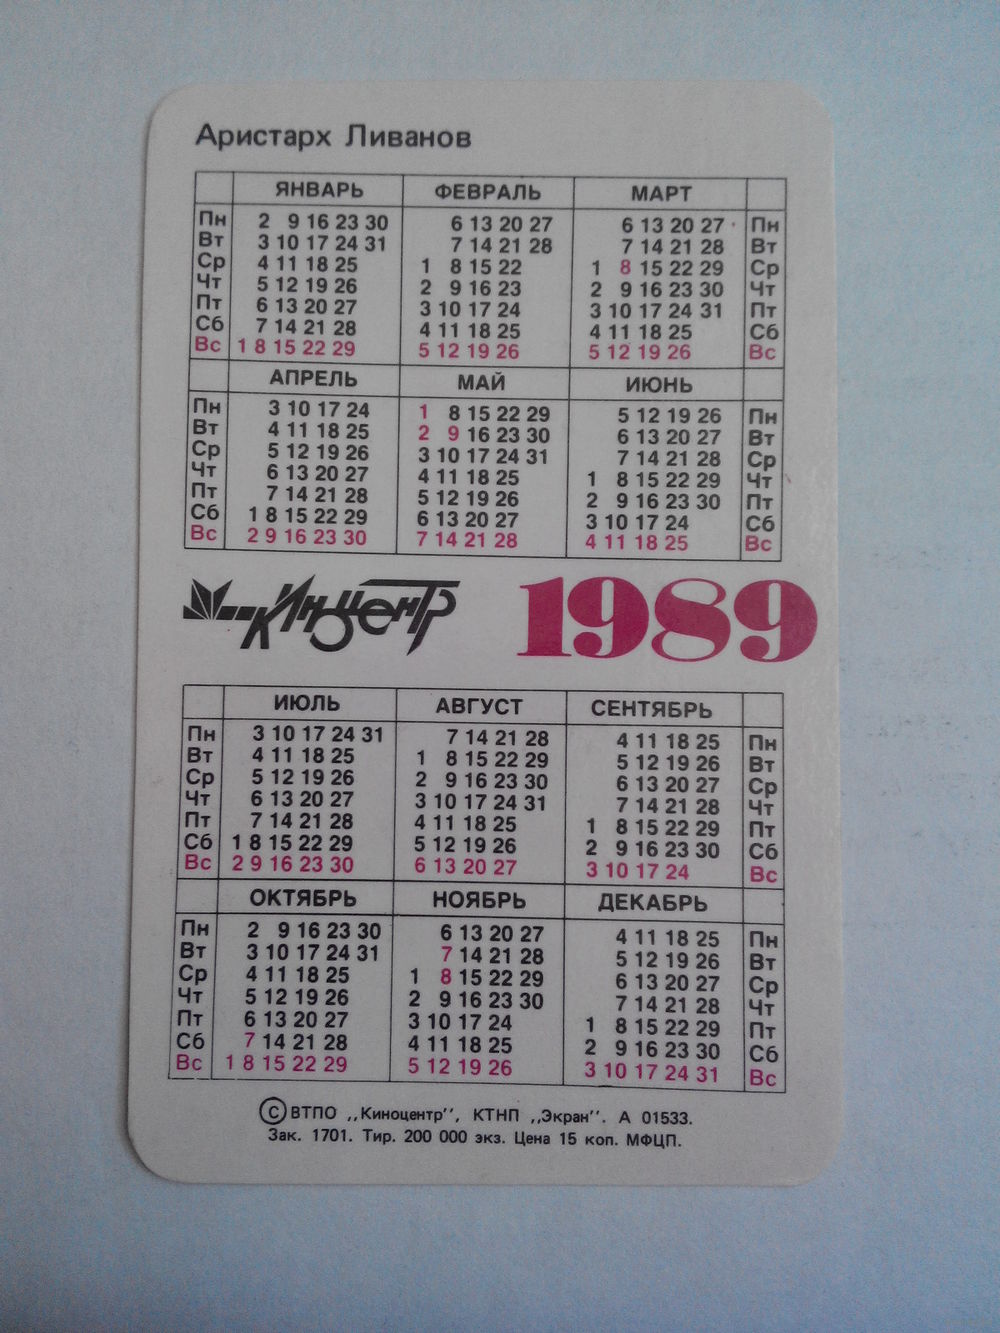 Аристарх Ливанов
ЯНВАРЬ ФЕВРАЛЬ МАРТ
Пн 2 9 16 23 30 6 13 20 27 6 13 20 27 Пн
Вт 3 10 17 24 31 7 14 21 28 7 14 21 28 Вт
Ср 4 11 18 25 1 8 15 22 1 8 15 22 29 Ср
Чт 5 12 19 26 2 9 16 23 2 9 16 23 30 Чт
Пт 6 13 20 27 3 10 17 24 3 10 17 24 31 Пт
Сб 7 14 21 28 4 11 18 25 4 11 18 25 Сб
Вс 1 8 15 22 29 5 12 19 26 5 12 19 26 Вс
АПРЕЛЬ МАЙ ИЮНЬ
Пн 3 10 17 24 1 8 15 22 29 5 12 19 26 Пн
Вт 4 11 18 25 2 9 16 23 30 6 13 20 27 Вт
Ср 5 12 19 26 3 10 17 24 31 7 14 21 28 Ср
Чт 6 13 20 27 4 11 18 25 1 8 15 22 29 Чт
Пт 7 14 21 28 5 12 19 26 2 9 16 23 30 Пт
Сб 1 8 15 22 29 6 13 20 27 3 10 17 24 Сб
Вс 2 9 16 23 30 7 14 21 28 4 11 18 25 Вс
Киноцентр 1989
ИЮЛЬ АВГУСТ СЕНТЯБРЬ
Пн 3 10 17 24 31 7 14 21 28 4 11 18 25 Пн
Вт 4 11 18 25 1 8 15 22 29 5 12 19 26 Вт
Ср 5 12 19 26 2 9 16 23 30 6 13 20 27 Ср
Чт 6 13 20 27 3 10 17 24 31 7 14 21 28 Чт
Пт 7 14 21 28 4 11 18 25 1 8 15 22 29 Пт
Сб 1 8 15 22 29 5 12 19 26 2 9 16 23 30 Сб
Вс 2 9 16 23 30 6 13 20 27 3 10 17 24 Вс
ОКТЯБРЬ НОЯБРЬ ДЕКАБРЬ
Пн 2 9 16 23 30 6 13 20 27 4 11 18 25 Пн
Вт 3 10 17 24 31 7 14 21 28 5 12 19 26 Вт
Ср 4 11 18 25 1 8 15 22 29 6 13 20 27 Ср
Чт 5 12 19 26 2 9 16 23 30 7 14 21 28 Чт
Пт 6 13 20 27 3 10 17 24 1 8 15 22 29 Пт
Сб 7 14 21 28 4 11 18 25 2 9 16 23 30 Сб
Вс 1 8 15 22 29 5 12 19 26 3 10 17 24 31 Вс
©ВТПО ,,Киноцентр'', КТНП ,,Экран''. А 01533.
Зак. 1701. Тир. 200 000 экз. Цена 15 коп. МФЦП.